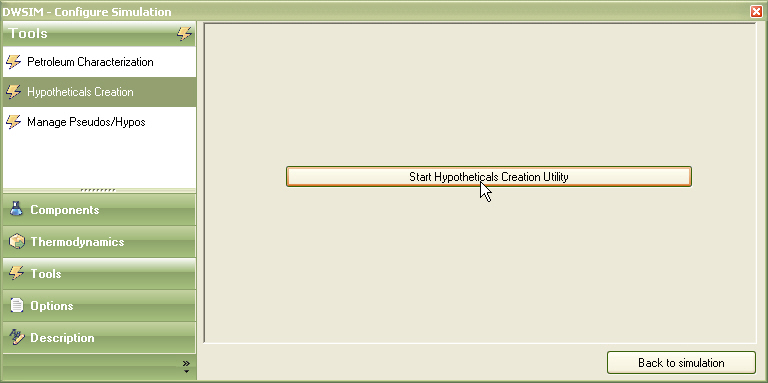 DWSIM - Configure Simulation
Tools
Petroleum Characterization
Hypotheticals Creation
Manage Pseudos/Hypos
Components
Thermodynamics
Tools
Options
Description
Start Hypotheticals Creation Utility
Back to simulation